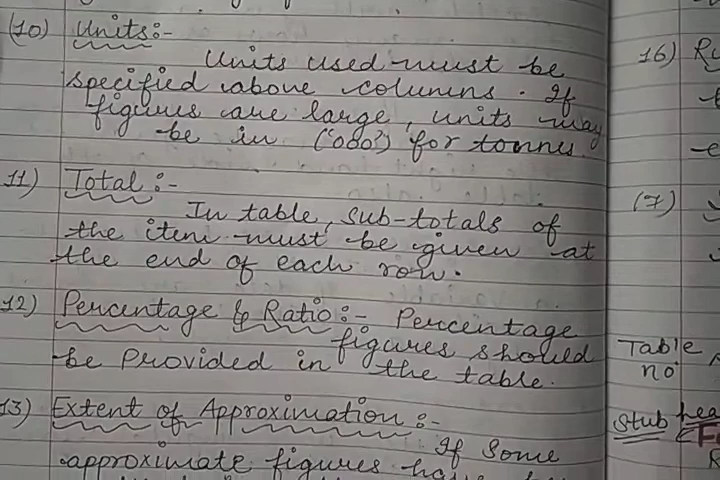 (10) Units:-
Units used must be
specified above columns. If
figures are large, units may
be in ('000') for tonnes.
11) Total:-
In table, sub-totals of
the item must be given at
the end of each row.
12) Percentage & Ratio:- Percentage
figures should
be Provided in the table.
13) Extent of Approximation:-
If Some
approximate figures
16)
(7)
Table
no.
Stub